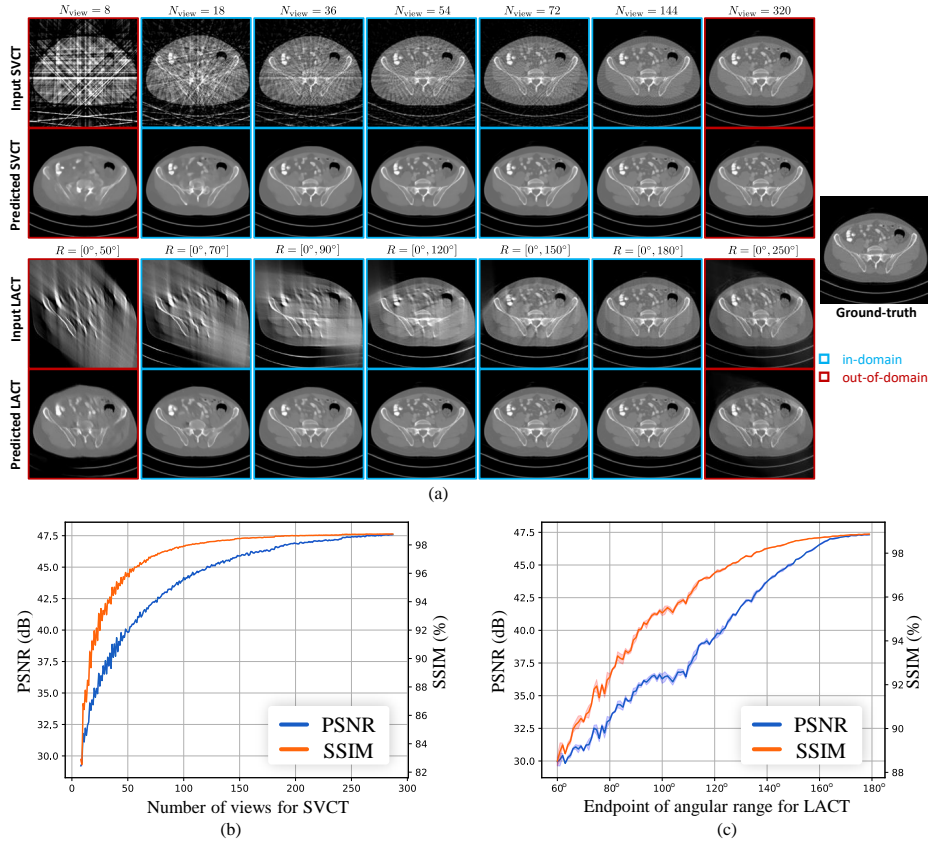 N_view = 8 N_view = 18 N_view = 36 N_view = 54 N_view = 72 N_view = 144 N_view = 320
Input SVCT
Predicted SVCT
R = [0°, 50°] R = [0°, 70°] R = [0°, 90°] R = [0°, 120°] R = [0°, 150°] R = [0°, 180°] R = [0°, 250°]
Input LACT
Predicted LACT
Ground-truth
in-domain
out-of-domain
(a)
PSNR (dB)
47.5
45.0
42.5
40.0
37.5
35.0
32.5
30.0
SSIM (%)
98
96
94
92
90
88
86
84
82
PSNR
SSIM
0 50 100 150 200 250 300
Number of views for SVCT
(b)
PSNR (dB)
47.5
45.0
42.5
40.0
37.5
35.0
32.5
30.0
SSIM (%)
98
96
94
92
90
88
PSNR
SSIM
60° 80° 100° 120° 140° 160° 180°
Endpoint of angular range for LACT
(c)